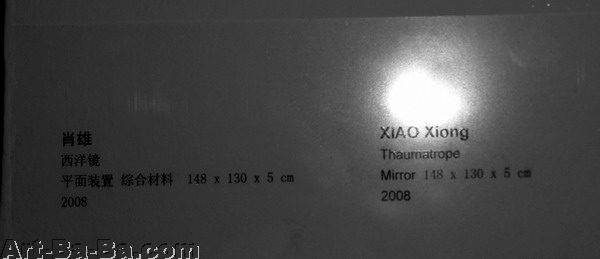 肖雄
西洋镜
平面装置 综合材料 148 x 130 x 5 cm
2008
XIAO Xiong
Thaumatrope
Mirror 148 x 130 x 5 cm
2008
Art-Ba-Ba.com